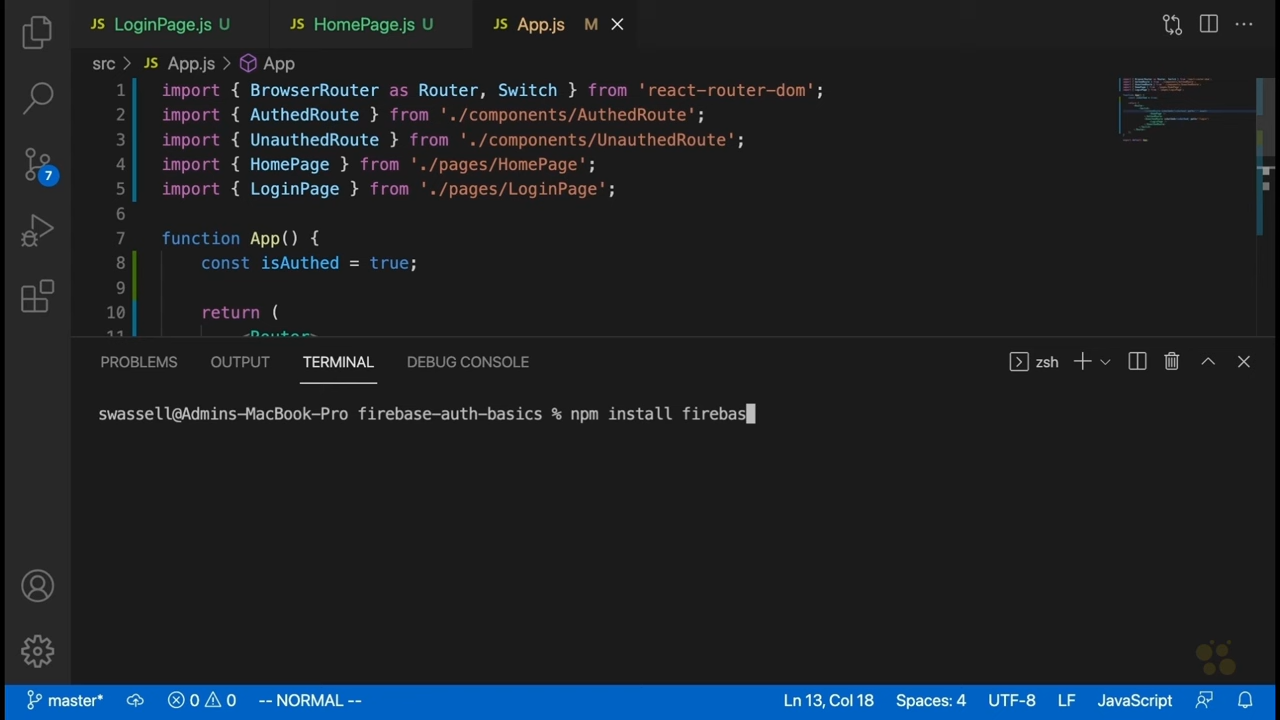 JS LoginPage.js U
JS HomePage.js U
JS App.js M
src > JS App.js > App
1 import { BrowserRouter as Router, Switch } from 'react-router-dom';
2 import { AuthedRoute } from './components/AuthedRoute';
3 import { UnauthedRoute } from './components/UnauthedRoute';
4 import { HomePage } from './pages/HomePage';
5 import { LoginPage } from './pages/LoginPage';
6
7 function App() {
8 const isAuthed = true;
9
10 return (
11 <Router>
7
PROBLEMS OUTPUT TERMINAL DEBUG CONSOLE zsh
swassell@Admins-MacBook-Pro firebase-auth-basics % npm install firebas
master* 0 0 -- NORMAL -- Ln 13, Col 18 Spaces: 4 UTF-8 LF JavaScript